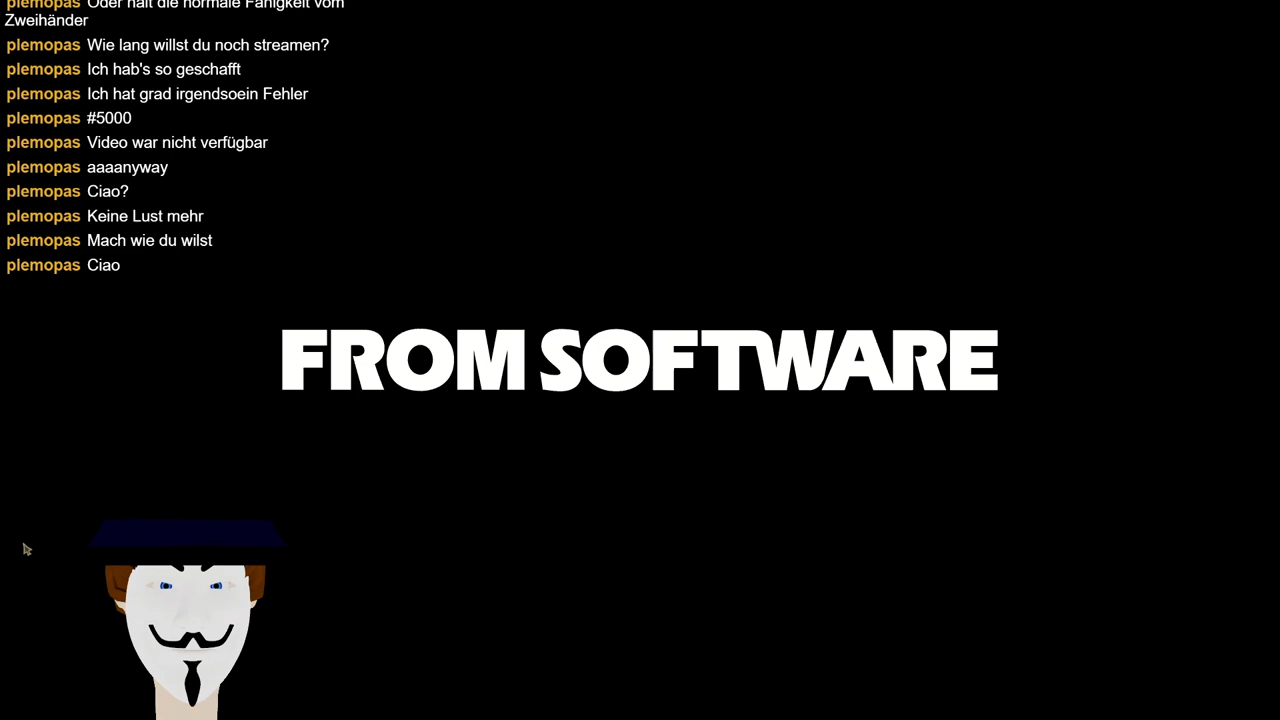 plemopas Oder halt die normale Fähigkeit vom
Zweihänder
plemopas Wie lang willst du noch streamen?
plemopas Ich hab's so geschafft
plemopas Ich hat grad irgendsoein Fehler
plemopas #5000
plemopas Video war nicht verfügbar
plemopas aaaanyway
plemopas Ciao?
plemopas Keine Lust mehr
plemopas Mach wie du wilst
plemopas Ciao
FROM SOFTWARE